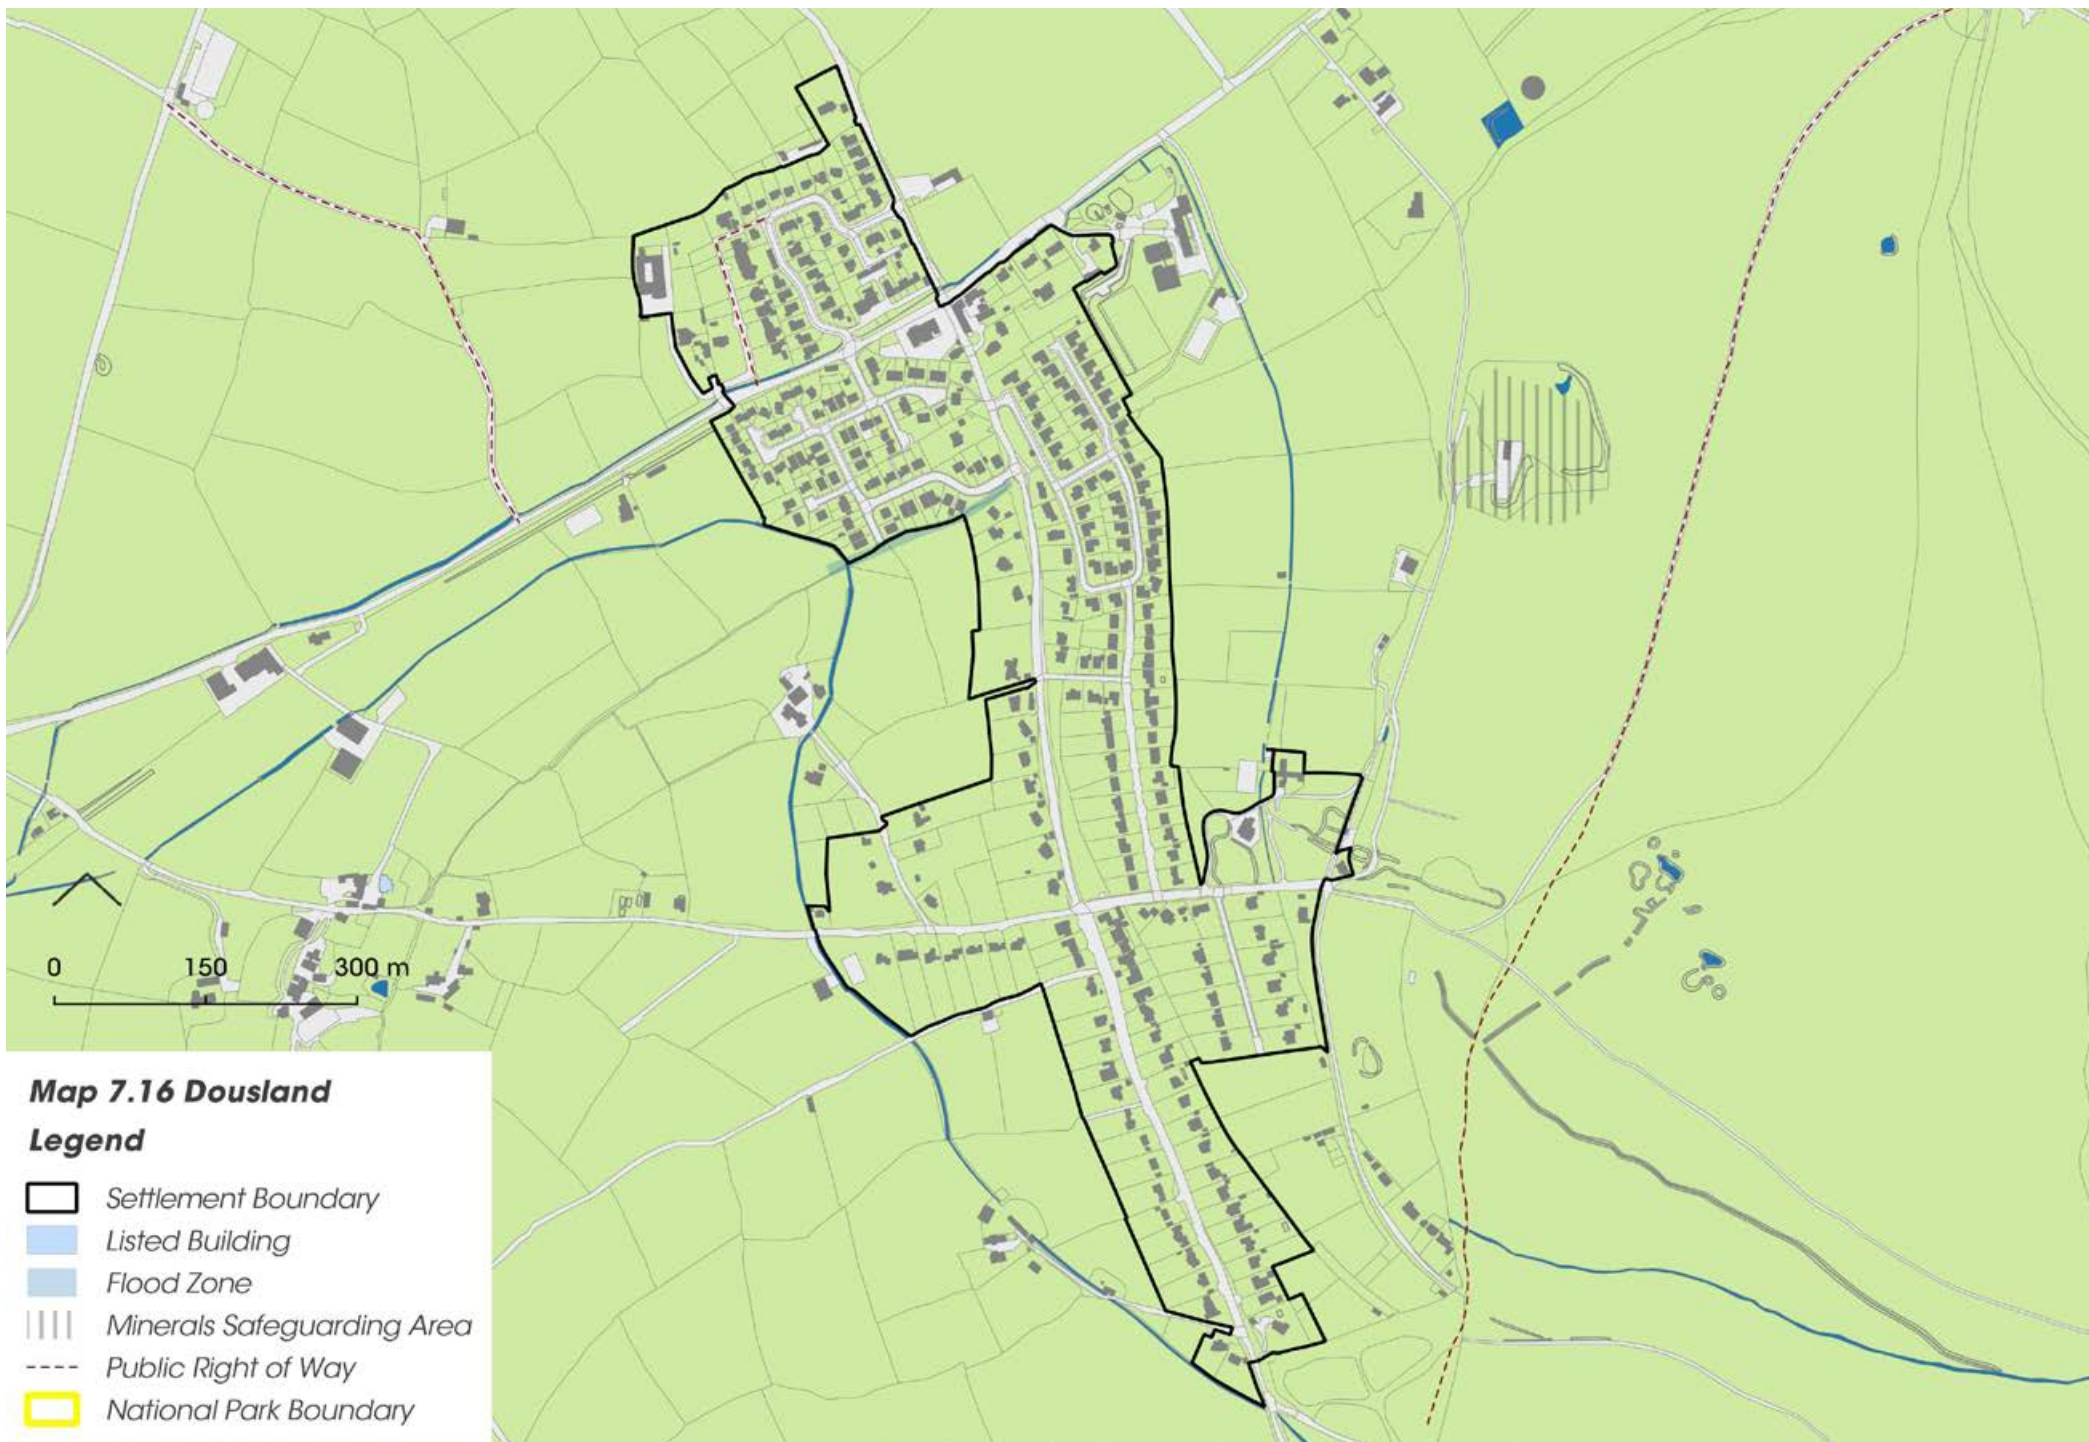 0 150 300 m
Map 7.16 Dousland
Legend
Settlement Boundary
Listed Building
Flood Zone
Minerals Safeguarding Area
Public Right of Way
National Park Boundary